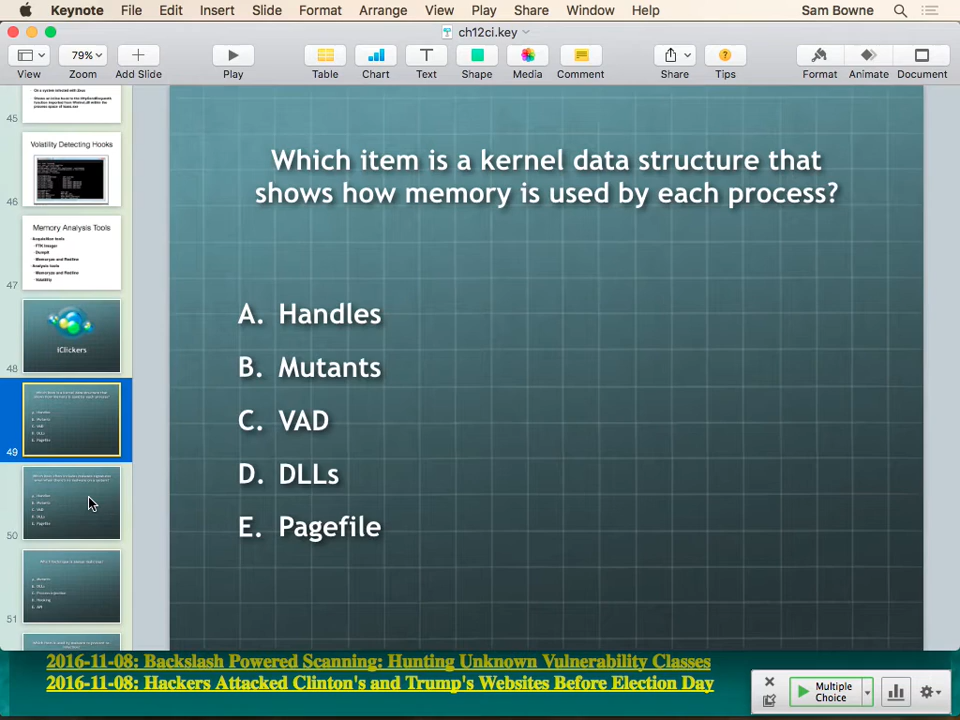 Keynote File Edit Insert Slide Format Arrange View Play Share Window Help Sam Bowne
ch12ci.key
79%
View Zoom Add Slide Play Table Chart Text Shape Media Comment Share Tips Format Animate Document
45
Volatility Detecting Hooks
46
Memory Analysis Tools
47
iClickers
48
49
50
51
Which item is a kernel data structure that
shows how memory is used by each process?
A. Handles
B. Mutants
C. VAD
D. DLLs
E. Pagefile
2016-11-08: Backslash Powered Scanning: Hunting Unknown Vulnerability Classes
2016-11-08: Hackers Attacked Clinton's and Trump's Websites Before Election Day
Multiple
Choice